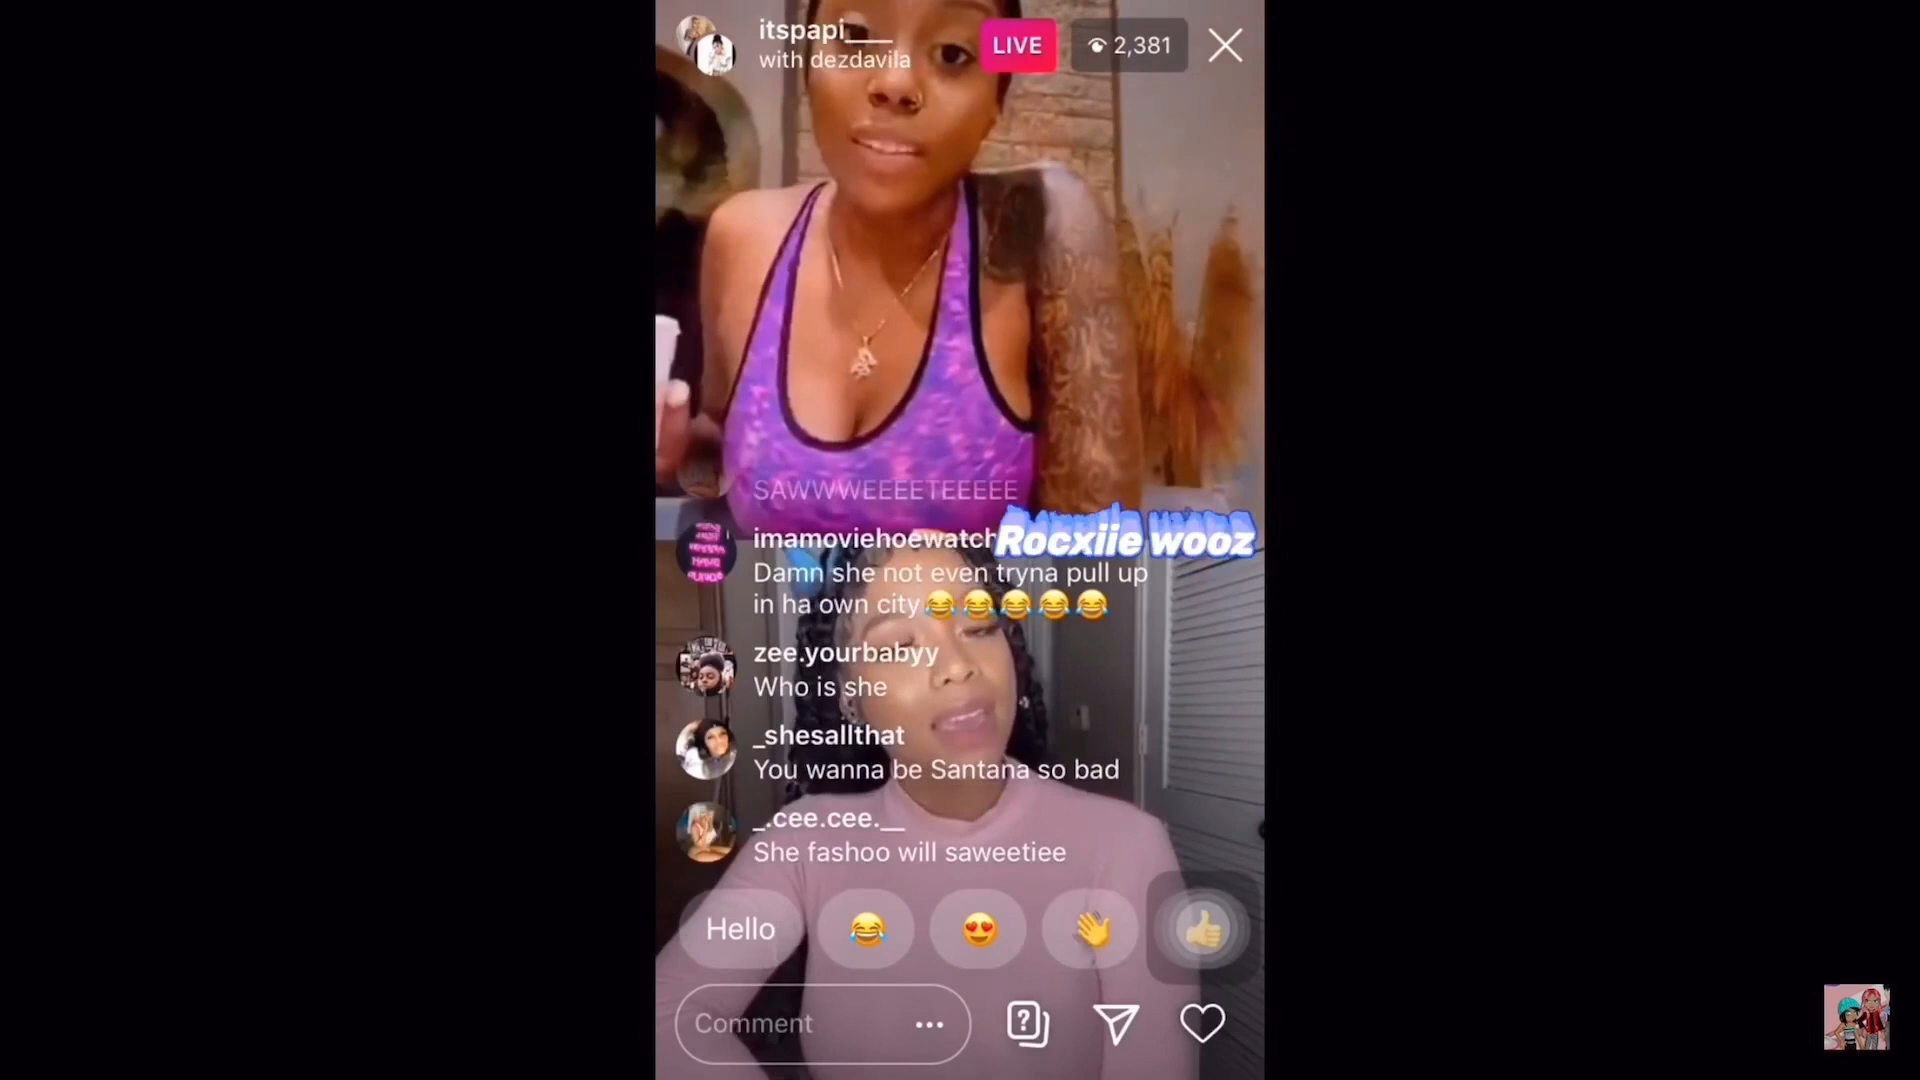 itspapi____
with dezdavila
LIVE
2,381
SAWWWEEEETEEEEE
imamoviehoewatch
Rocxiie wooz
Damn she not even tryna pull up
in ha own city😂😂😂😂😂
zee.yourbabyy
Who is she
_shesallthat
You wanna be Santana so bad
_.cee.cee.__
She fashoo will saweetiee
Hello 😂 😍 👋 👍
Comment